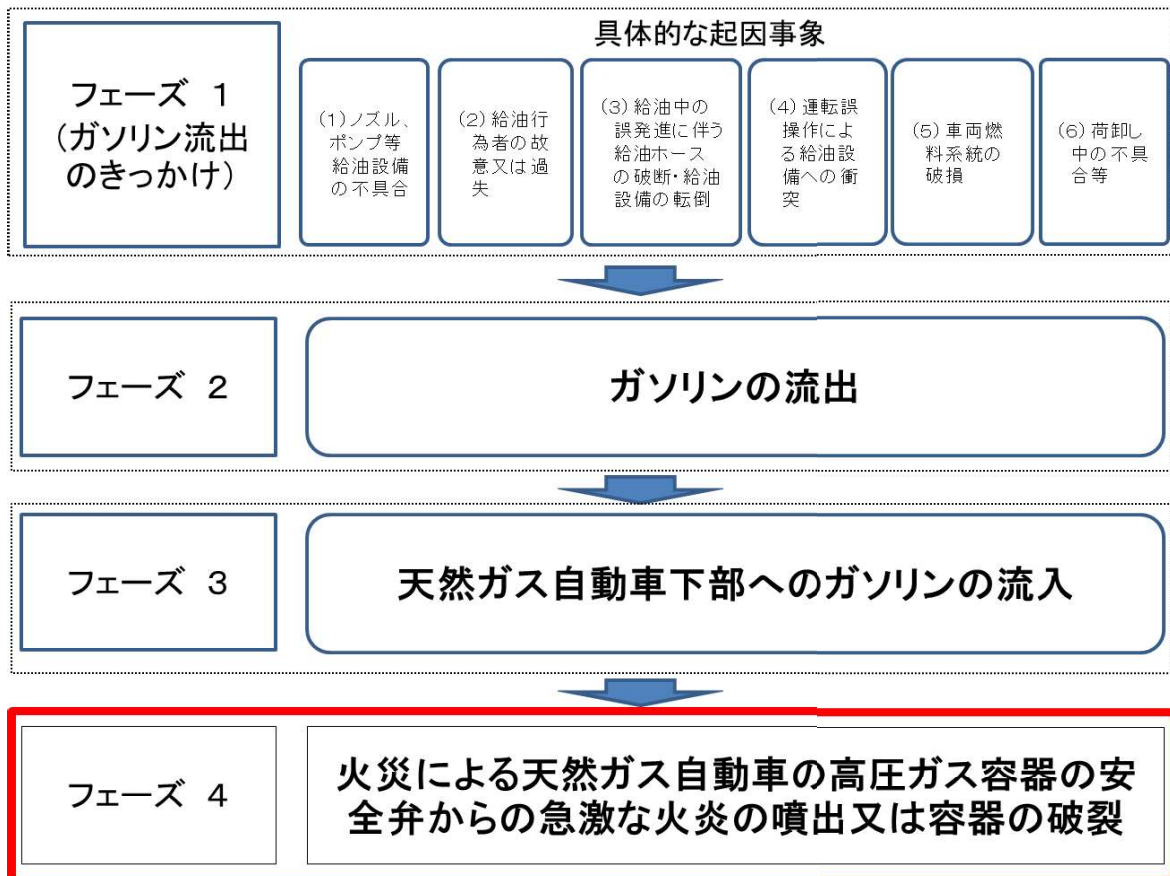 具体的な起因事象
フェーズ 1
(ガソリン流出
のきっかけ)
(1)ノズル、
ポンプ等
給油設備
の不具合
(2)給油行
為者の故
意又は過
失
(3)給油中の
誤発進に伴う
給油ホース
の破断・給油
設備の転倒
(4)運転誤
操作によ
る給油設
備への衝
突
(5)車両燃
料系統の
破損
(6)荷卸し
中の不具
合等
フェーズ 2
ガソリンの流出
フェーズ 3
天然ガス自動車下部へのガソリンの流入
フェーズ 4
火災による天然ガス自動車の高圧ガス容器の安
全弁からの急激な火炎の噴出又は容器の破裂